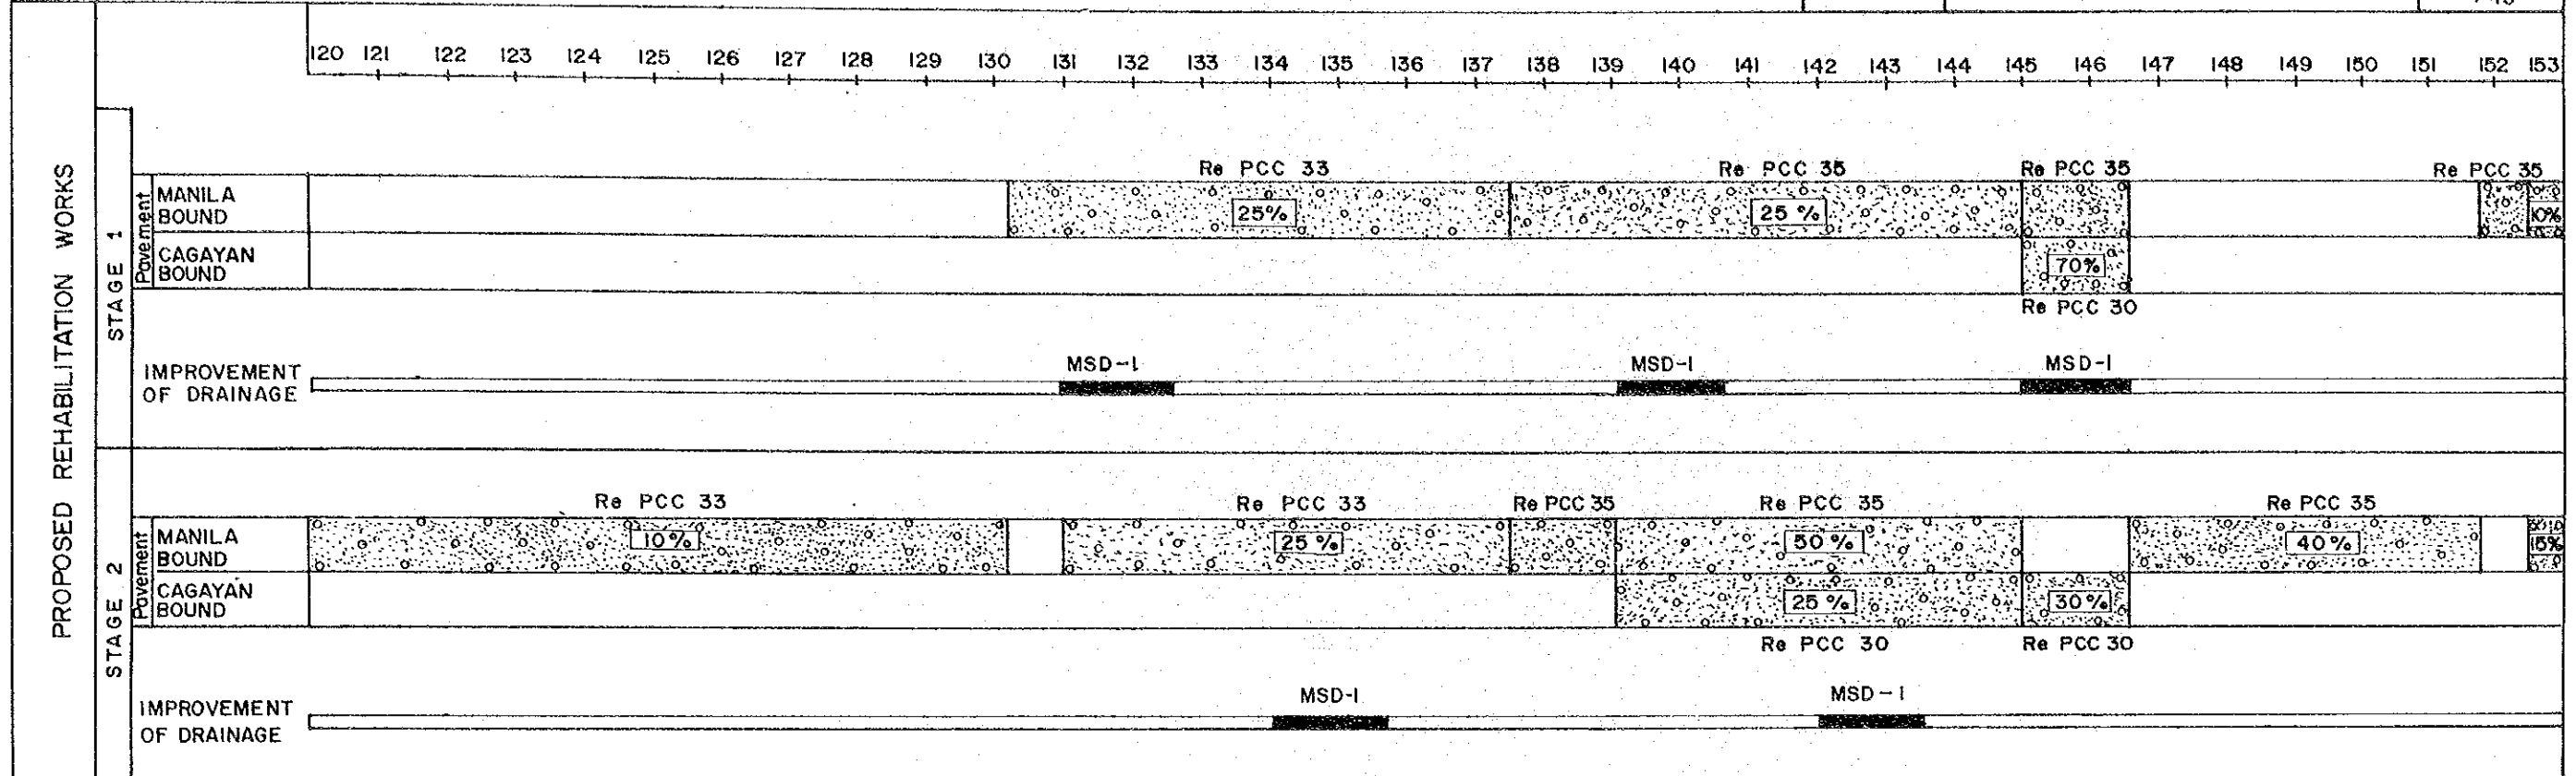 120 121 122 123 124 125 126 127 128 129 130 131 132 133 134 135 136 137 138 139 140 141 142 143 144 145 146 147 148 149 150 151 152 153
PROPOSED REHABILITATION WORKS
STAGE 1
Pavement
Re PCC 33 Re PCC 35 Re PCC 35 Re PCC 35
MANILA
BOUND
25% 25 % 10%
CAGAYAN
BOUND
70%
Re PCC 30
MSD-1 MSD-1 MSD-1
IMPROVEMENT
OF DRAINAGE
STAGE 2
Pavement
Re PCC 33 Re PCC 33 Re PCC 35 Re PCC 35 Re PCC 35
MANILA
BOUND
10% 25 % 50 % 40% 15%
CAGAYAN
BOUND
25 % 30%
Re PCC 30 Re PCC 30
MSD-1 MSD-1
IMPROVEMENT
OF DRAINAGE